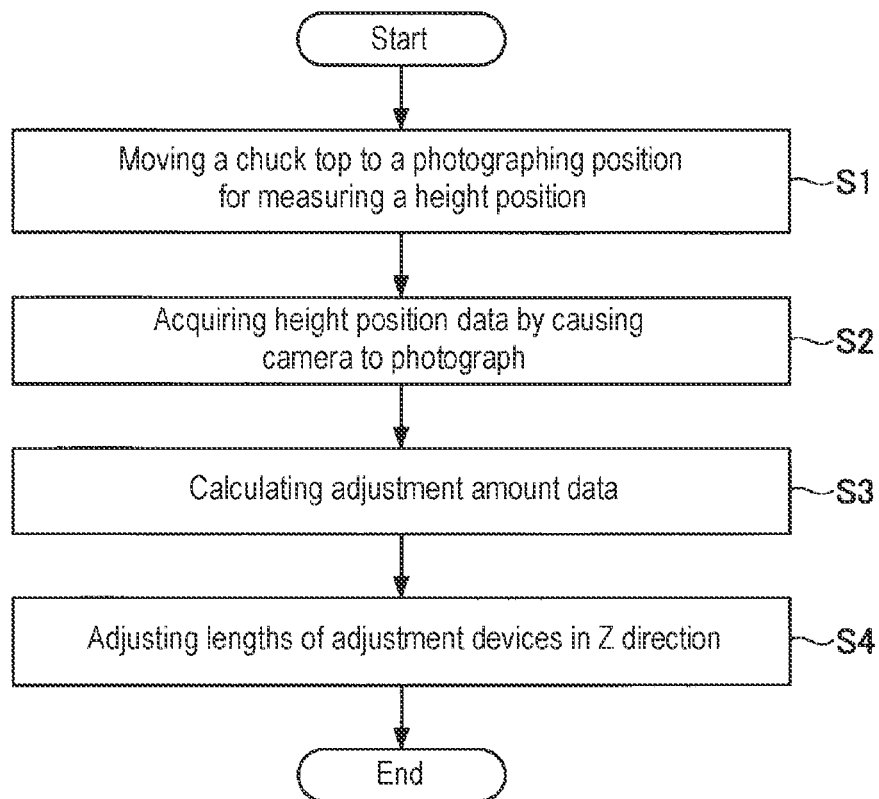 Start
Moving a chuck top to a photographing position
for measuring a height position
S1
Acquiring height position data by causing
camera to photograph
S2
Calculating adjustment amount data
S3
Adjusting lengths of adjustment devices in Z direction
S4
End